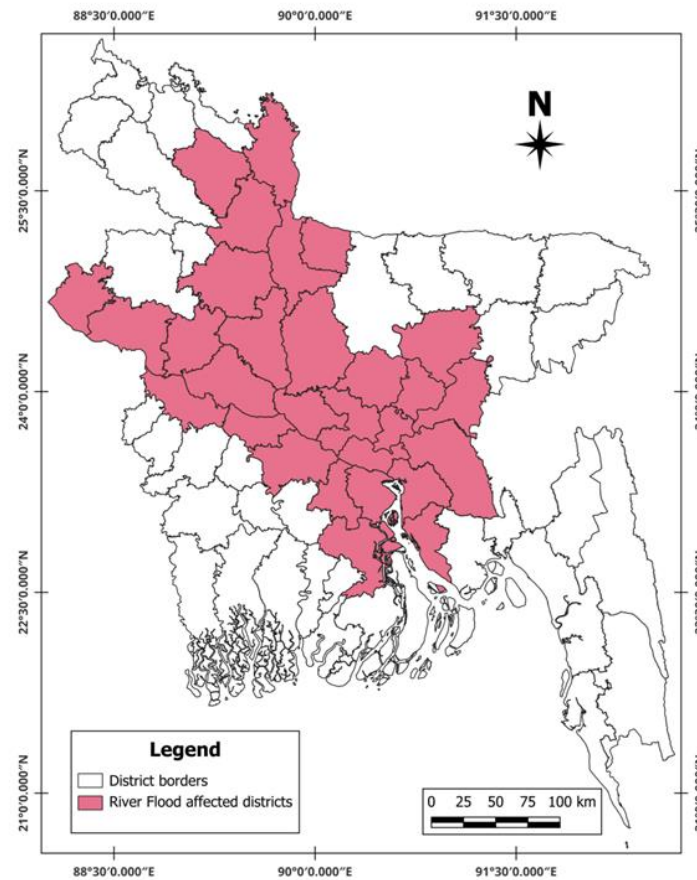 88°30'0.000"E 90°0'0.000"E 91°30'0.000"E
N
25°30'0.000"N
24°0'0.000"N
22°30'0.000"N
21°0'0.000"N
Legend
District borders
River Flood affected districts
0 25 50 75 100 km
88°30'0.000"E 90°0'0.000"E 91°30'0.000"E